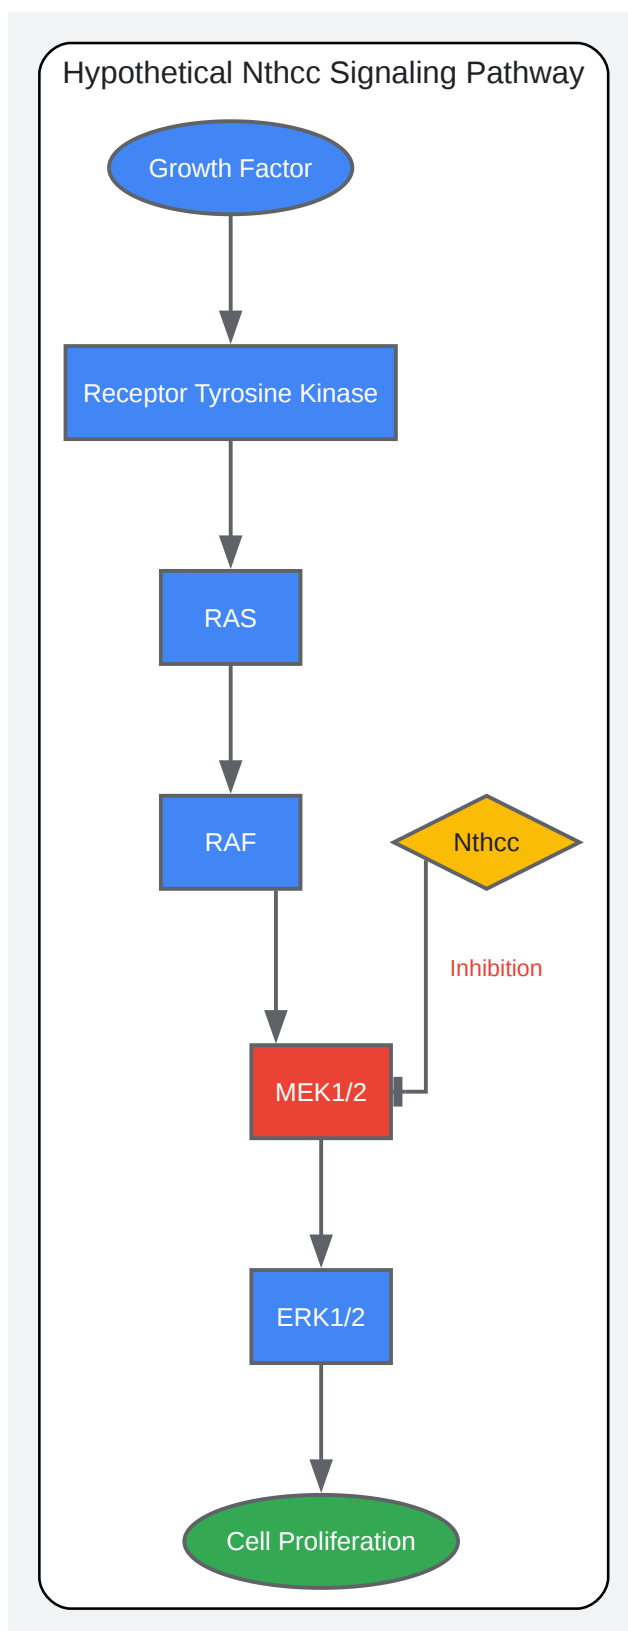 Hypothetical Nthcc Signaling Pathway
Growth Factor
Receptor Tyrosine Kinase
RAS
RAF
Nthcc
Inhibition
MEK1/2
ERK1/2
Cell Proliferation